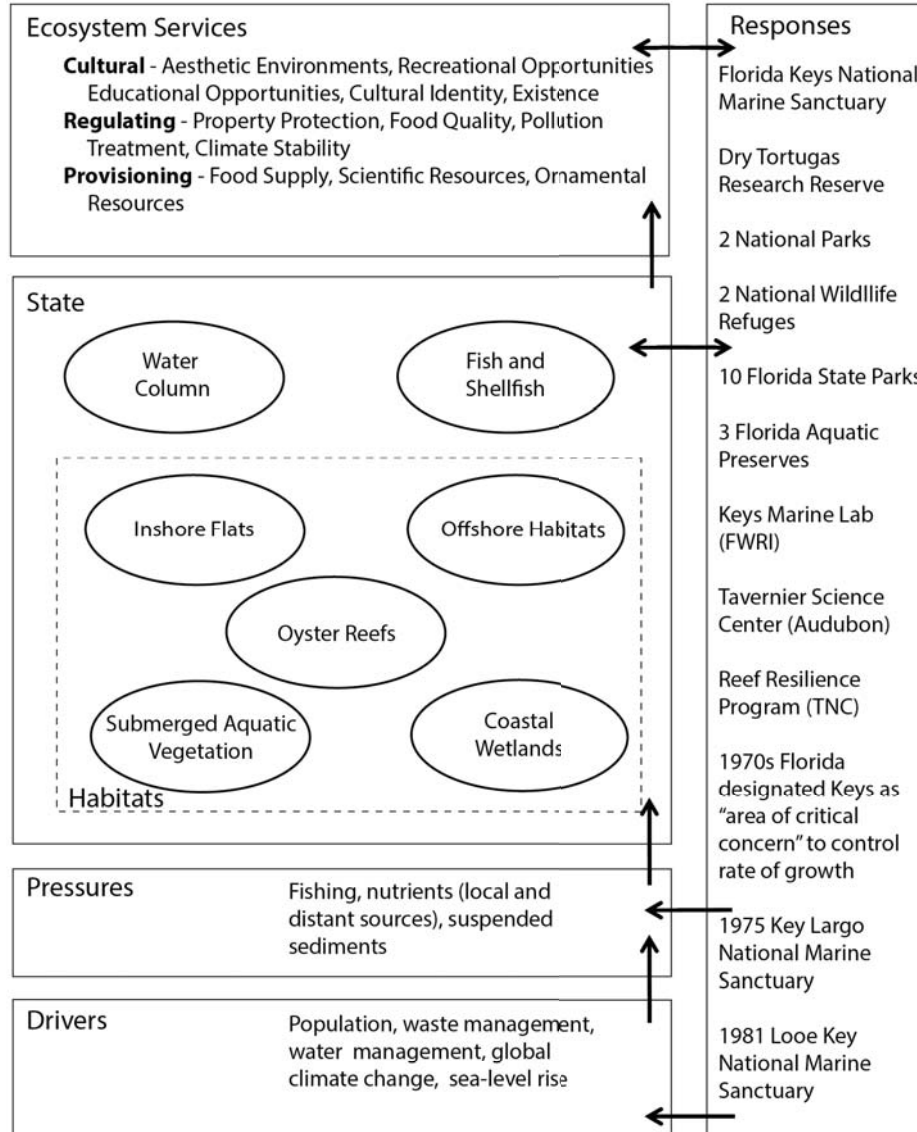 Ecosystem Services
Cultural - Aesthetic Environments, Recreational Opportunities
Educational Opportunities, Cultural Identity, Existence
Regulating - Property Protection, Food Quality, Pollution
Treatment, Climate Stability
Provisioning - Food Supply, Scientific Resources, Ornamental
Resources
State
Water
Column
Fish and
Shellfish
Inshore Flats
Offshore Habitats
Oyster Reefs
Submerged Aquatic
Vegetation
Coastal
Wetlands
Habitats
Pressures
Fishing, nutrients (local and
distant sources), suspended
sediments
Drivers
Population, waste management,
water management, global
climate change, sea-level rise
Responses
Florida Keys National
Marine Sanctuary
Dry Tortugas
Research Reserve
2 National Parks
2 National Wildllife
Refuges
10 Florida State Parks
3 Florida Aquatic
Preserves
Keys Marine Lab
(FWRI)
Tavernier Science
Center (Audubon)
Reef Resilience
Program (TNC)
1970s Florida
designated Keys as
“area of critical
concern” to control
rate of growth
1975 Key Largo
National Marine
Sanctuary
1981 Looe Key
National Marine
Sanctuary